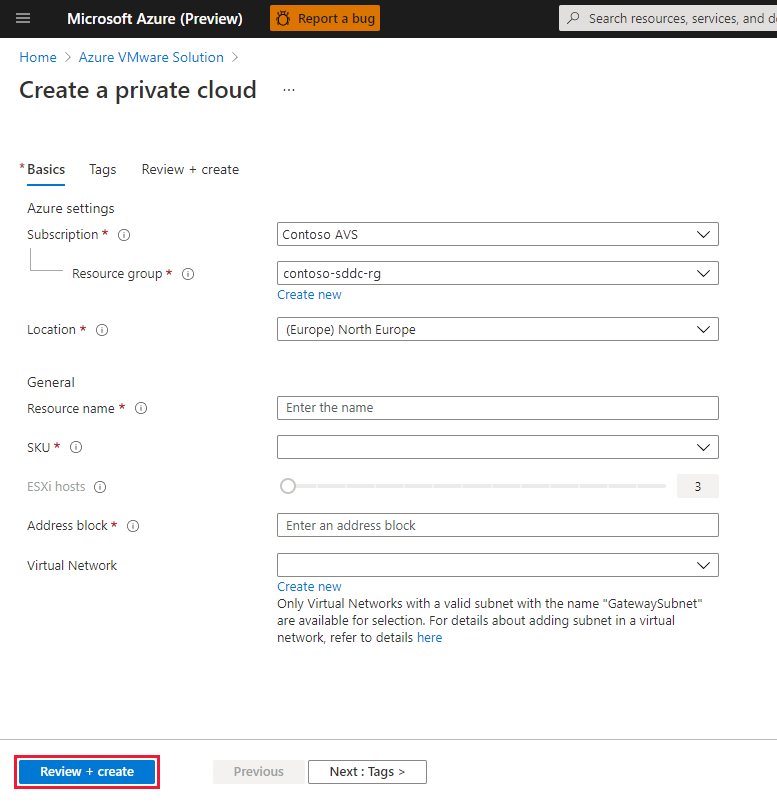 Microsoft Azure (Preview)
Report a bug
Search resources, services, and do
Home > Azure VMware Solution >
Create a private cloud ...
* Basics Tags Review + create
Azure settings
Subscription * Contoso AVS
Resource group * contoso-sddc-rg
Create new
Location * (Europe) North Europe
General
Resource name * Enter the name
SKU *
ESXi hosts 3
Address block * Enter an address block
Virtual Network
Create new
Only Virtual Networks with a valid subnet with the name "GatewaySubnet"
are available for selection. For details about adding subnet in a virtual
network, refer to details here
Review + create Previous Next : Tags >